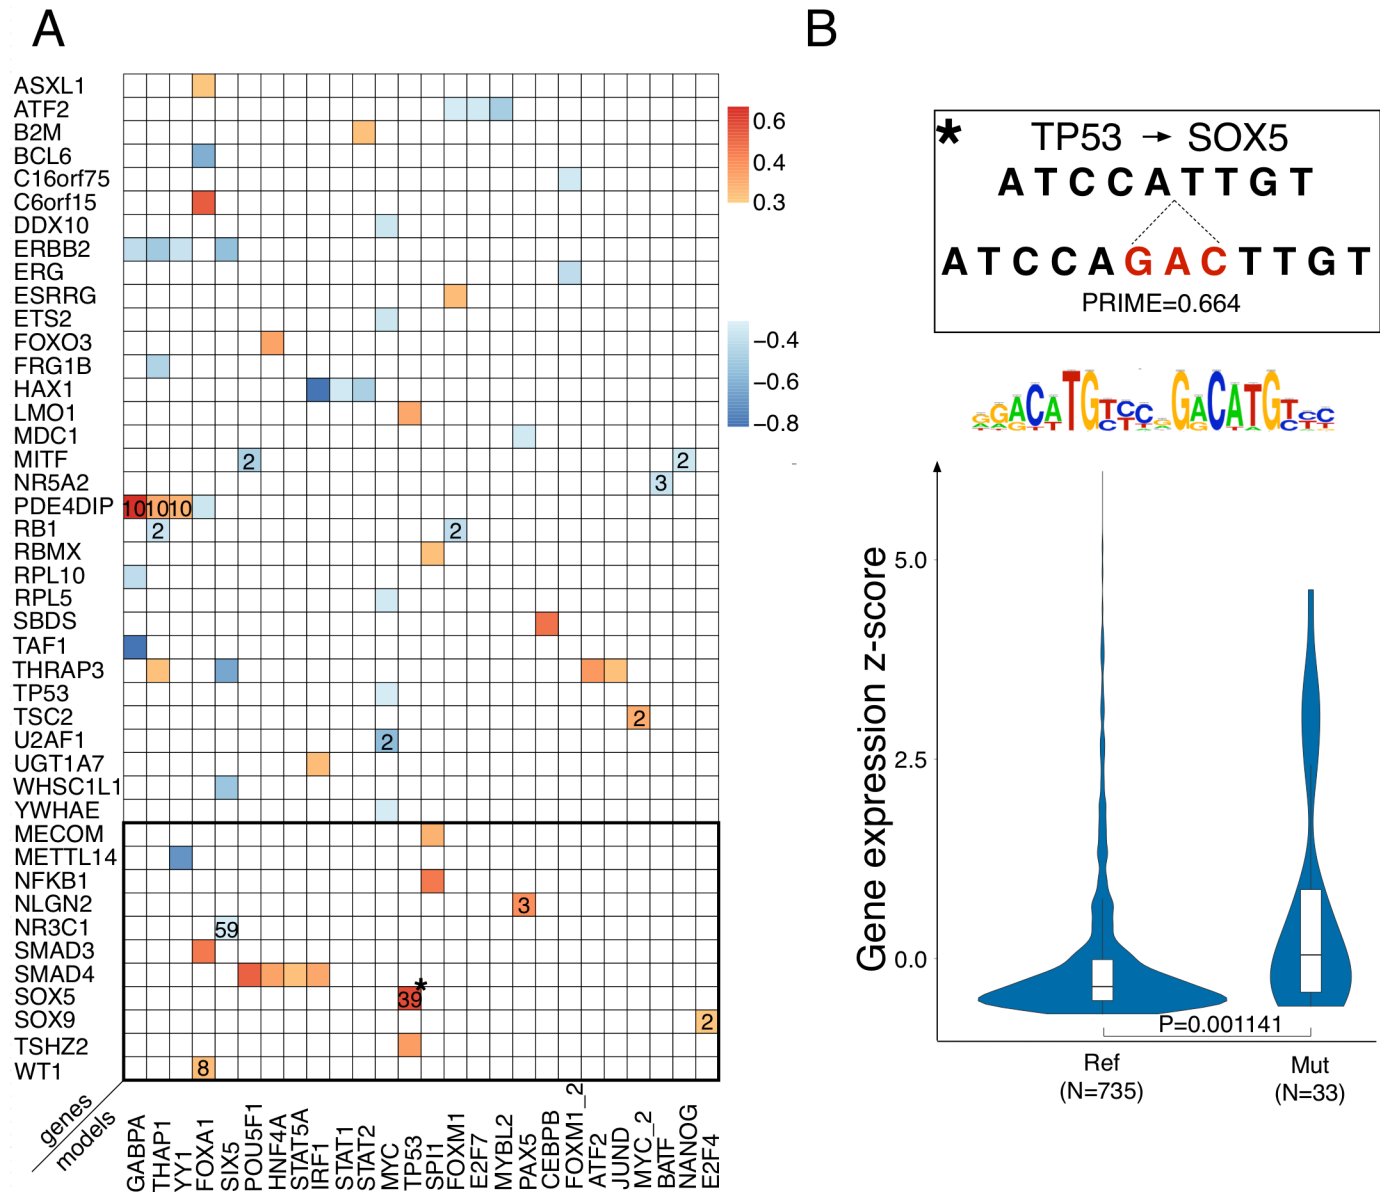 A
B
ASXL1
ATF2
B2M
BCL6
C16orf75
C6orf15
DDX10
ERBB2
ERG
ESRRG
ETS2
FOXO3
FRG1B
HAX1
LMO1
MDC1
MITF 2 2
NR5A2 3
PDE4DIP 10 10 10
RB1 2 2
RBMX
RPL10
RPL5
SBDS
TAF1
THRAP3
TP53
TSC2 2
U2AF1 2
UGT1A7
WHSC1L1
YWHAE
MECOM
METTL14
NFKB1
NLGN2 3
NR3C1 59
SMAD3
SMAD4
SOX5 39 *
SOX9 2
TSHZ2
WT1 8
genes
models
GABPA
THAP1
YY1
FOXA1
SIX5
POU5F1
HNF4A
STAT5A
IRF1
STAT1
STAT2
MYC
TP53
SPI1
FOXM1
E2F7
MYBL2
PAX5
CEBPB
FOXM1_2
ATF2
JUND
MYC_2
BATF
NANOG
E2F4
0.6
0.4
0.3
−0.4
−0.6
−0.8
* TP53 → SOX5
ATCCATTGT
ATCCAGACTTGT
PRIME=0.664
Gene expression z-score
5.0
2.5
0.0
P=0.001141
Ref Mut
(N=735) (N=33)